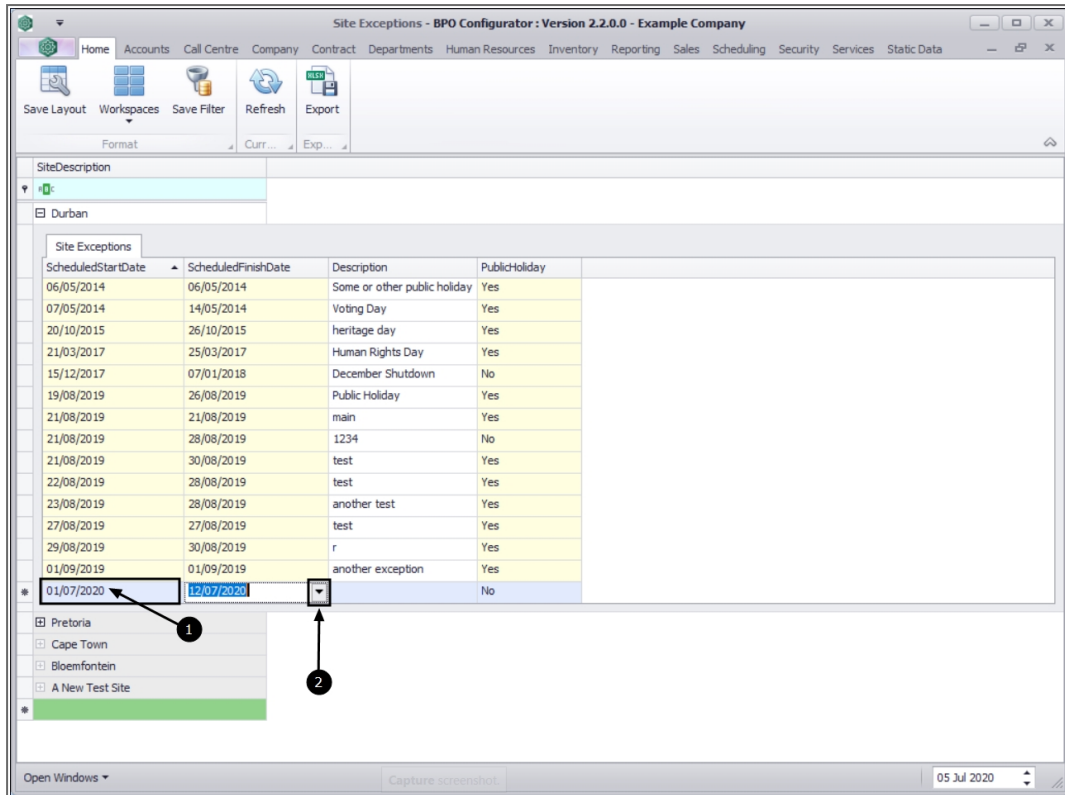 Site Exceptions - BPO Configurator : Version 2.2.0.0 - Example Company
Home Accounts Call Centre Company Contract Departments Human Resources Inventory Reporting Sales Scheduling Security Services Static Data
XLSX
Save Layout Workspaces Save Filter Refresh Export
Format Curr... Exp...
SiteDescription
Durban
Site Exceptions
ScheduledStartDate ScheduledFinishDate Description PublicHoliday
06/05/2014 06/05/2014 Some or other public holiday Yes
07/05/2014 14/05/2014 Voting Day Yes
20/10/2015 26/10/2015 heritage day Yes
21/03/2017 25/03/2017 Human Rights Day Yes
15/12/2017 07/01/2018 December Shutdown No
19/08/2019 26/08/2019 Public Holiday Yes
21/08/2019 21/08/2019 main Yes
21/08/2019 28/08/2019 1234 No
21/08/2019 30/08/2019 test Yes
22/08/2019 28/08/2019 test Yes
23/08/2019 28/08/2019 another test Yes
27/08/2019 27/08/2019 test Yes
29/08/2019 30/08/2019 r Yes
01/09/2019 01/09/2019 another exception Yes
01/07/2020 12/07/2020 No
1
Pretoria
Cape Town
Bloemfontein
2
A New Test Site
Open Windows Capture screenshot 05 Jul 2020